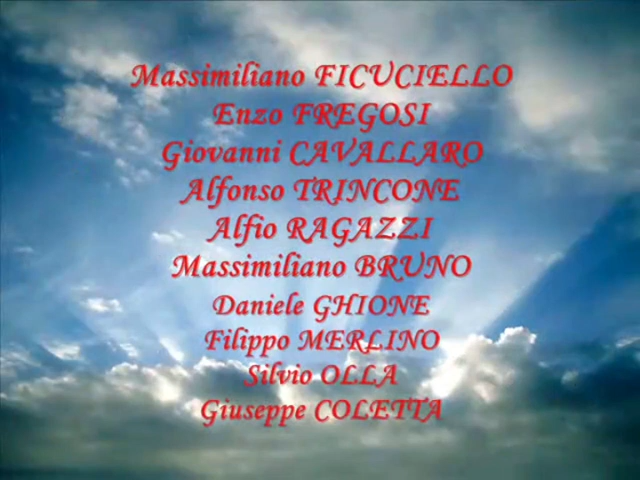 Massimiliano FICUCIELLO
Enzo FREGOSI
Giovanni CAVALLARO
Alfonso TRINCONE
Alfio RAGAZZI
Massimiliano BRUNO
Daniele GHIONE
Filippo MERLINO
Silvio OLLA
Giuseppe COLETTA